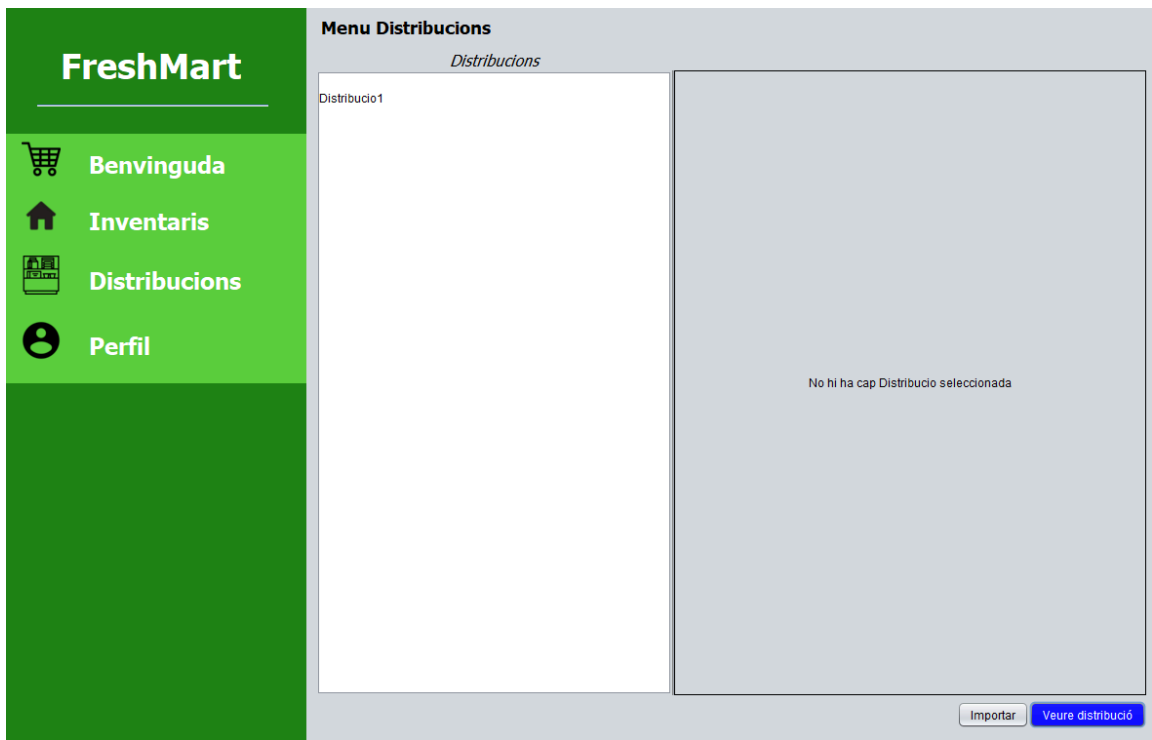 FreshMart
Benvinguda
Inventaris
Distribucions
Perfil
Menu Distribucions
Distribucions
Distribucio1
No hi ha cap Distribucio seleccionada
Importar
Veure distribució